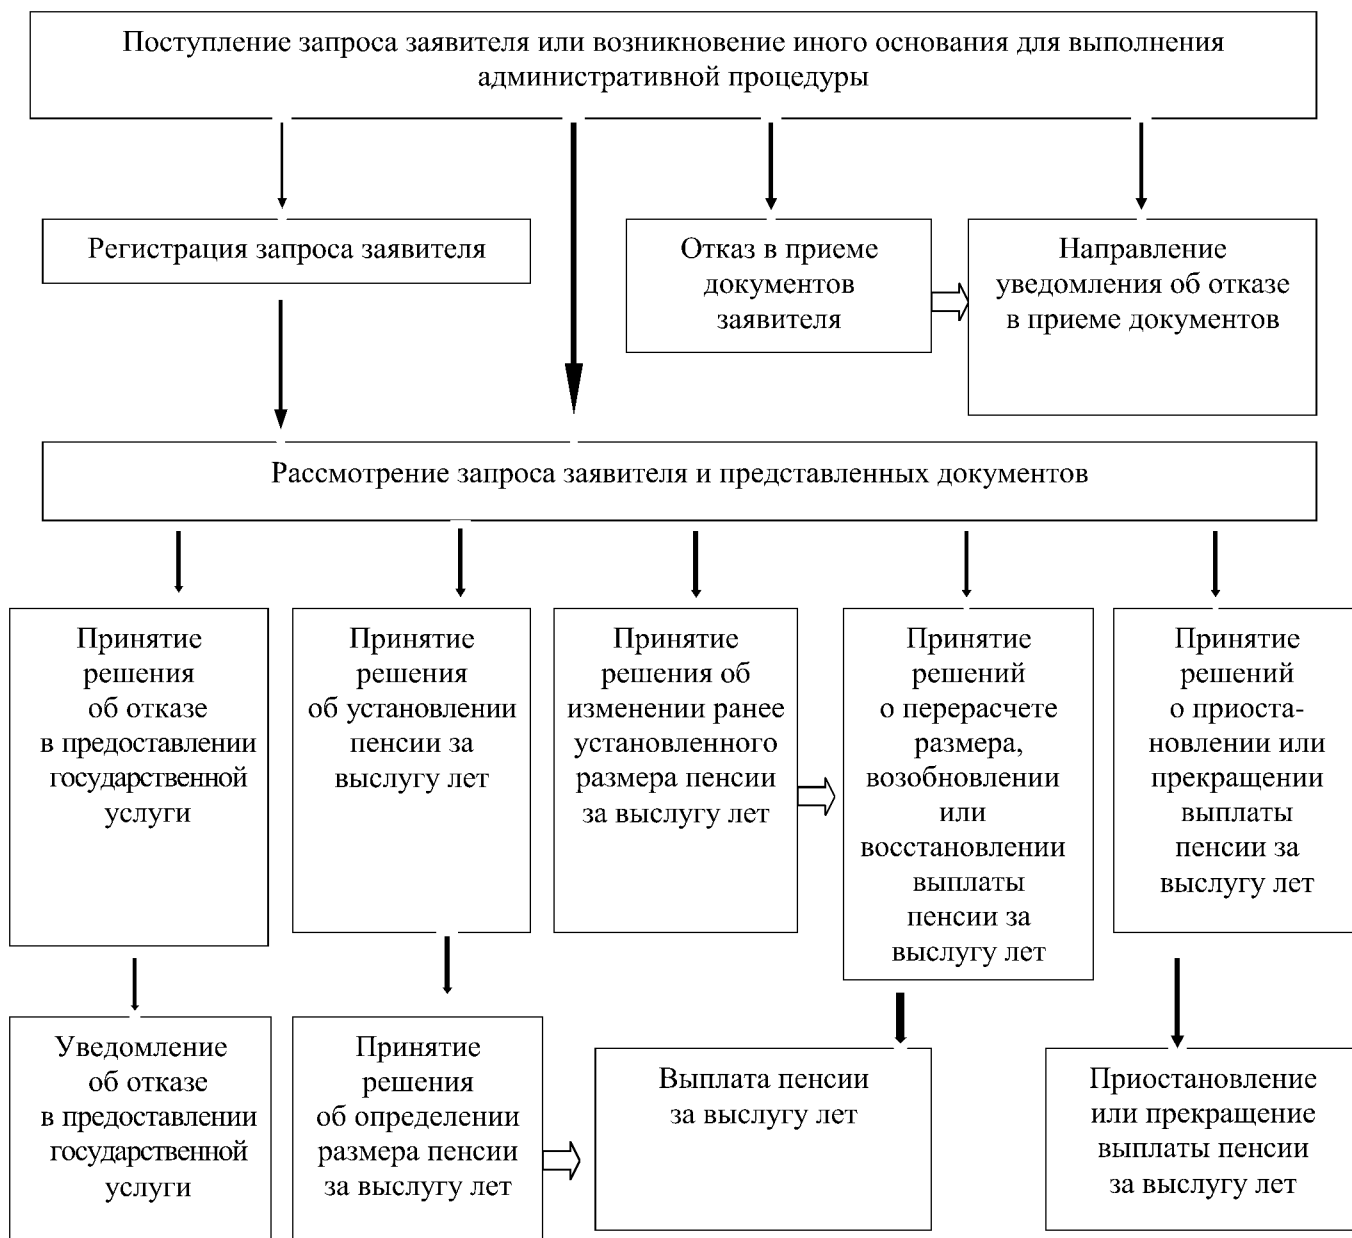 Поступление запроса заявителя или возникновение иного основания для выполнения
административной процедуры
Регистрация запроса заявителя
Отказ в приеме
документов
заявителя
Направление
уведомления об отказе
в приеме документов
Рассмотрение запроса заявителя и представленных документов
Принятие
решения
об отказе
в предоставлении
государственной
услуги
Принятие
решения
об установлении
пенсии за
выслугу лет
Принятие
решения об
изменении ранее
установленного
размера пенсии
за выслугу лет
Принятие
решений
о перерасчете
размера,
возобновлении
или
восстановлении
выплаты
пенсии за
выслугу лет
Принятие
решений
о приоста-
новлении или
прекращении
выплаты
пенсии за
выслугу лет
Уведомление
об отказе
в предоставлении
государственной
услуги
Принятие
решения
об определении
размера пенсии
за выслугу лет
Выплата пенсии
за выслугу лет
Приостановление
или прекращение
выплаты пенсии
за выслугу лет